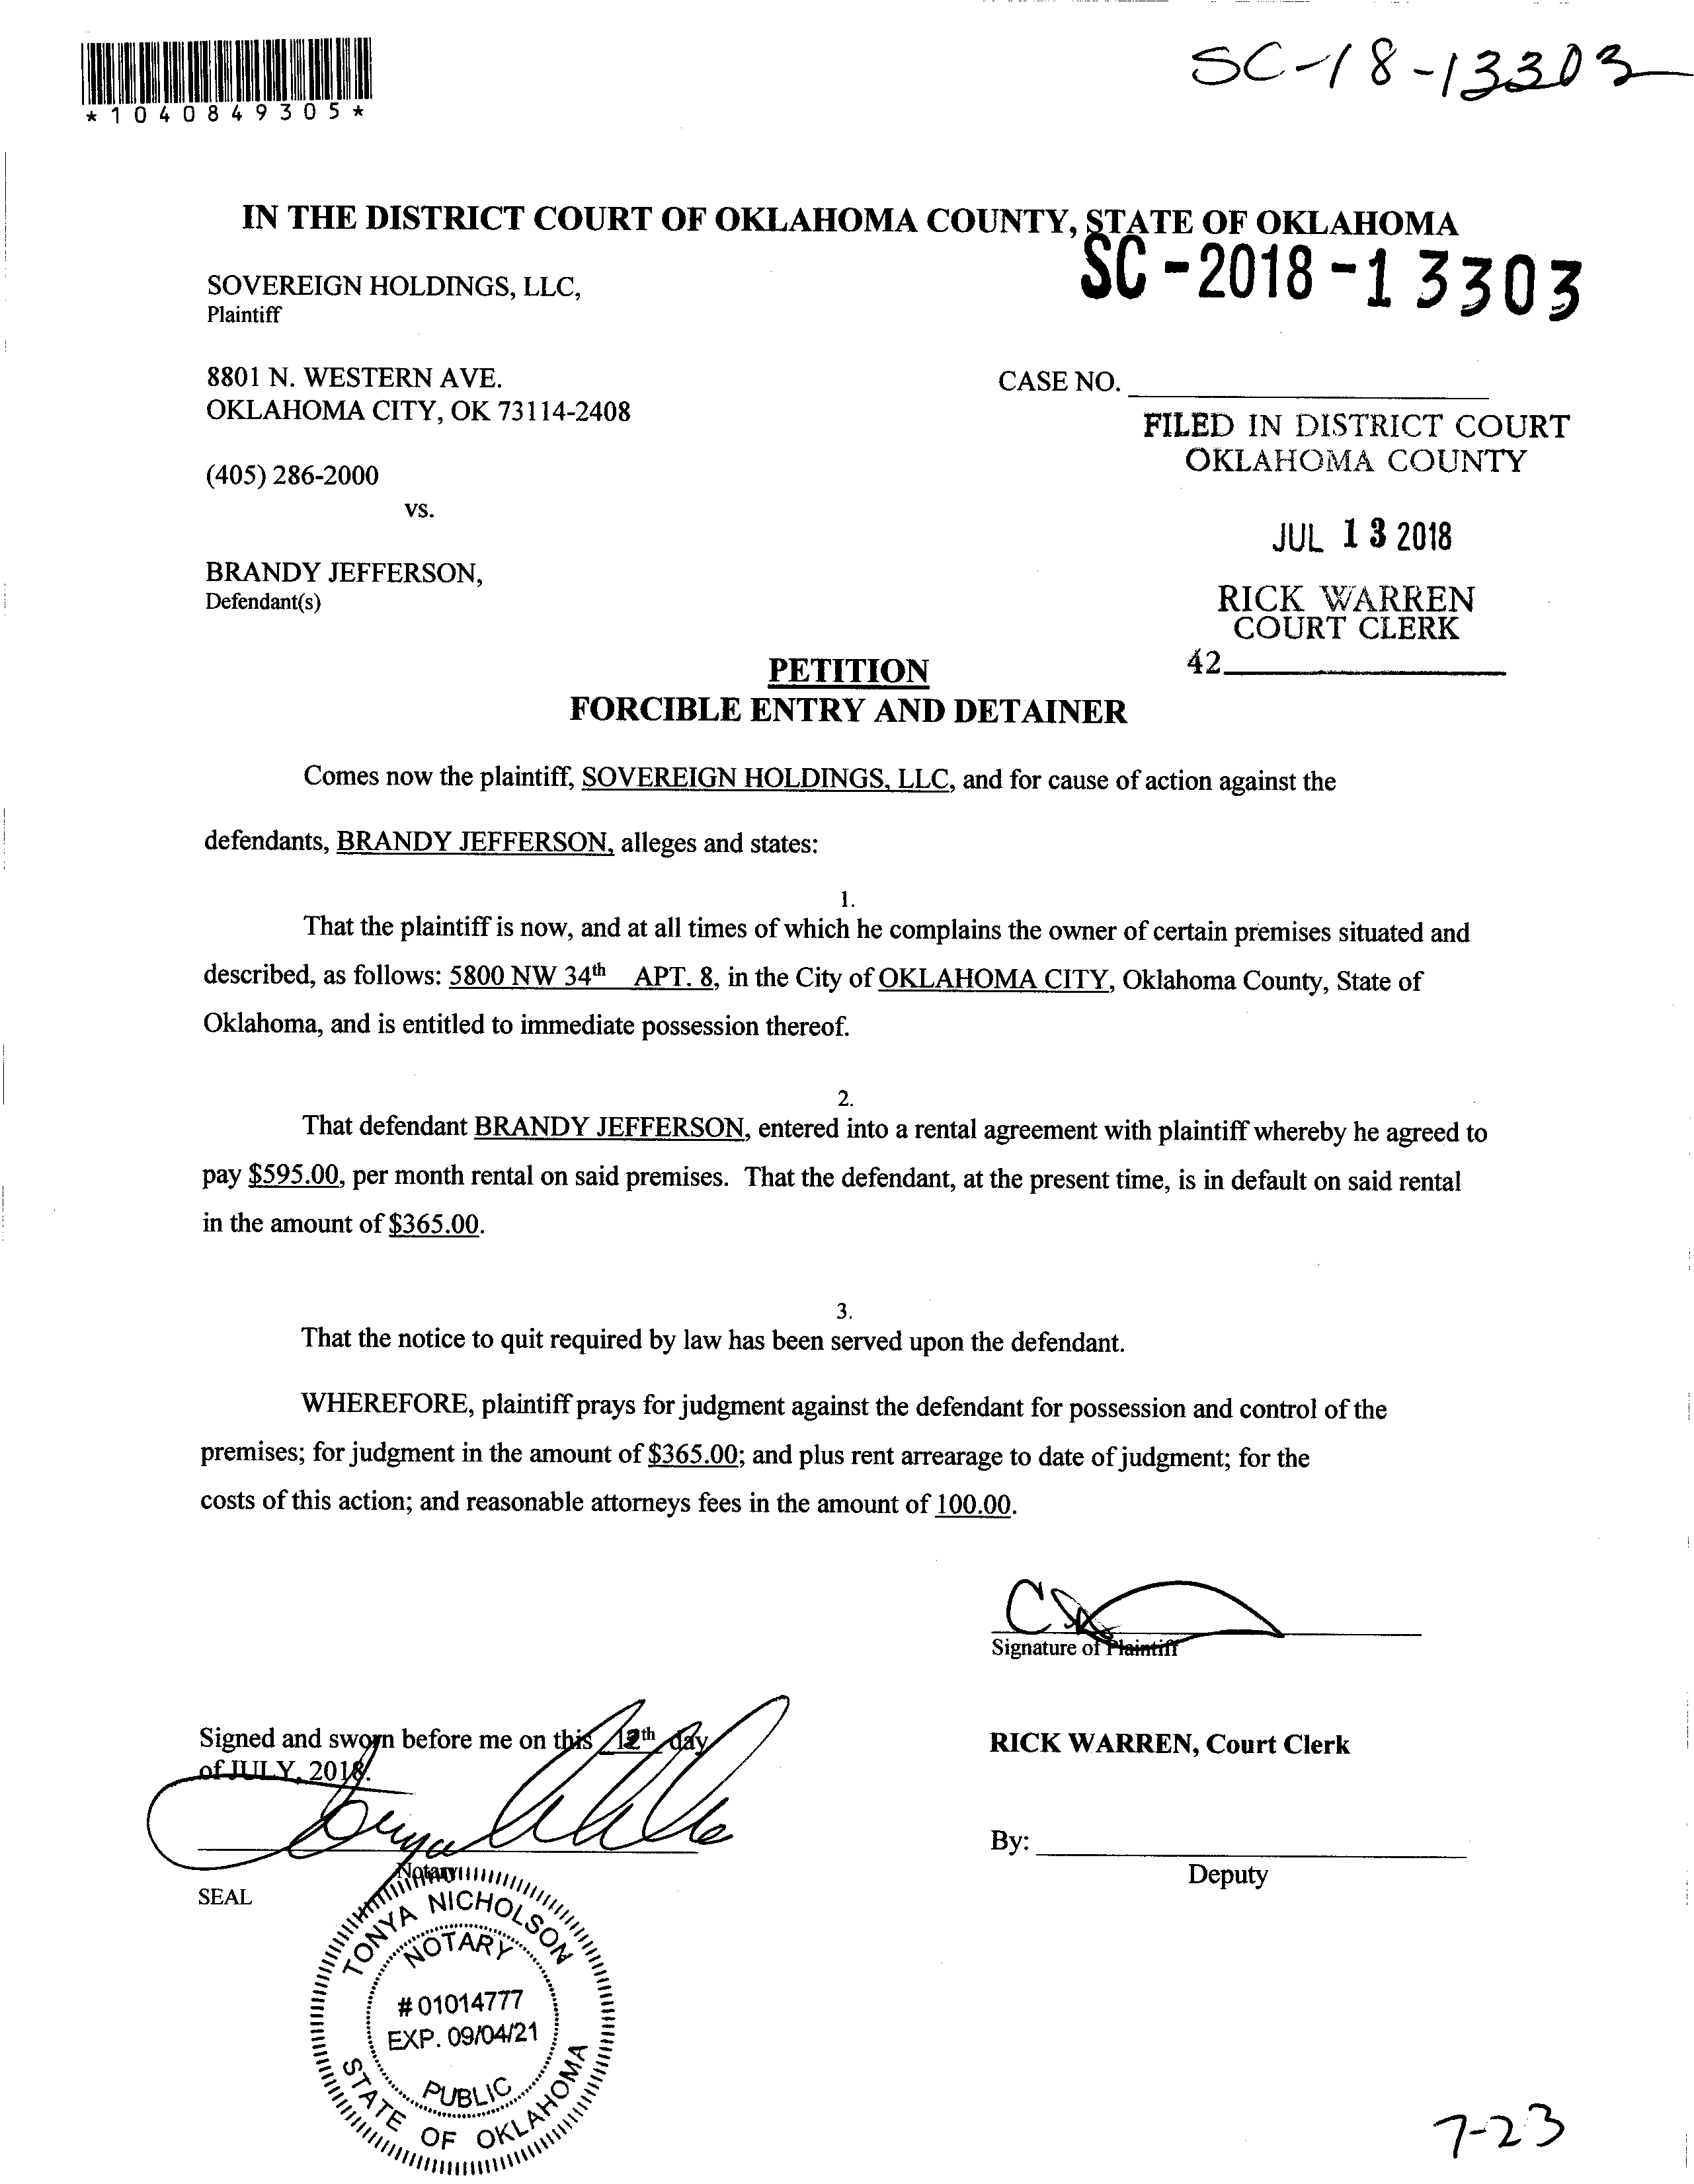 SC-18-13303
*1040849305*
IN THE DISTRICT COURT OF OKLAHOMA COUNTY, STATE OF OKLAHOMA
SC-2018-13303
SOVEREIGN HOLDINGS, LLC,
Plaintiff
8801 N. WESTERN AVE.
OKLAHOMA CITY, OK 73114-2408
CASE NO.
FILED IN DISTRICT COURT
OKLAHOMA COUNTY
(405) 286-2000
vs.
JUL 13 2018
BRANDY JEFFERSON,
Defendant(s)
RICK WARREN
COURT CLERK
42
PETITION
FORCIBLE ENTRY AND DETAINER
Comes now the plaintiff, SOVEREIGN HOLDINGS, LLC, and for cause of action against the
defendants, BRANDY JEFFERSON, alleges and states:
1.
That the plaintiff is now, and at all times of which he complains the owner of certain premises situated and
described, as follows: 5800 NW 34th APT. 8, in the City of OKLAHOMA CITY, Oklahoma County, State of
Oklahoma, and is entitled to immediate possession thereof.
2.
That defendant BRANDY JEFFERSON, entered into a rental agreement with plaintiff whereby he agreed to
pay $595.00, per month rental on said premises. That the defendant, at the present time, is in default on said rental
in the amount of $365.00.
3.
That the notice to quit required by law has been served upon the defendant.
WHEREFORE, plaintiff prays for judgment against the defendant for possession and control of the
premises; for judgment in the amount of $365.00; and plus rent arrearage to date of judgment; for the
costs of this action; and reasonable attorneys fees in the amount of 100.00.
Signature of Plaintiff
Signed and sworn before me on this 12th day
of JULY, 2018.
RICK WARREN, Court Clerk
By:
Deputy
Notary
SEAL
TONYA NICHOLSON
NOTARY
# 01014777
EXP. 09/04/21
PUBLIC
STATE OF OKLAHOMA
7-23